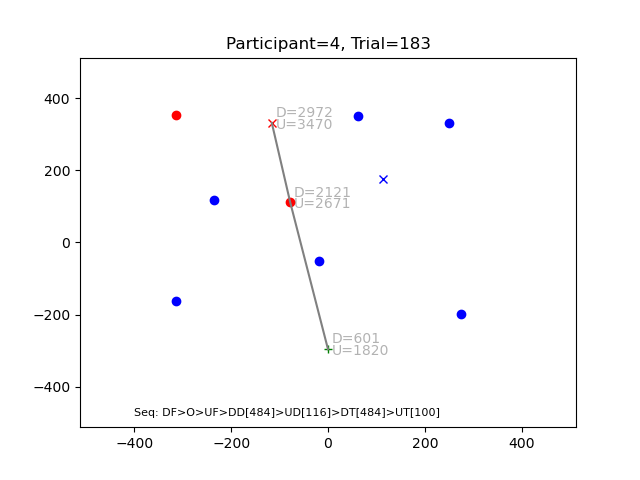 Participant=4, Trial=183
400
200
0
−200
−400
D=2972
U=3470
D=2121
U=2671
D=601
U=1820
Seq: DF>O>UF>DD[484]>UD[116]>DT[484]>UT[100]
−400
−200
0
200
400